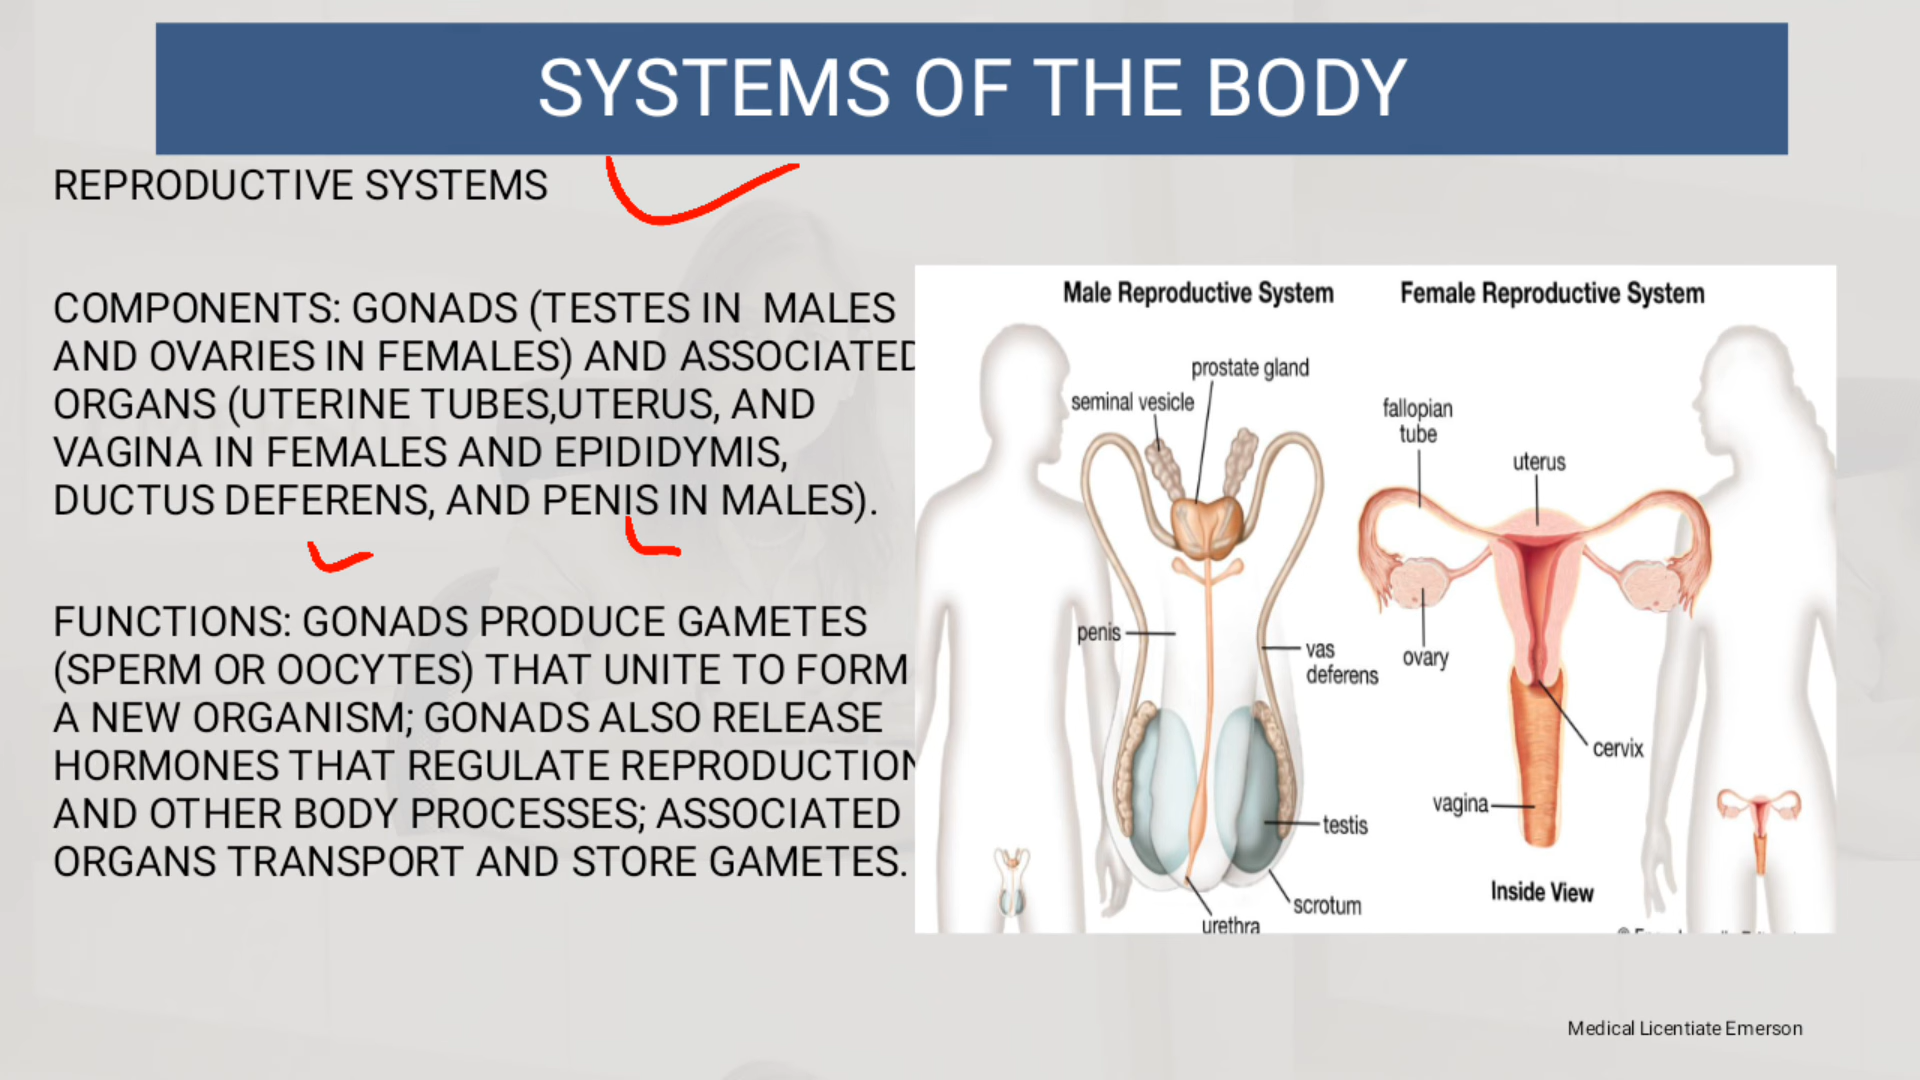 SYSTEMS OF THE BODY
REPRODUCTIVE SYSTEMS
COMPONENTS: GONADS (TESTES IN MALES
AND OVARIES IN FEMALES) AND ASSOCIATED
ORGANS (UTERINE TUBES,UTERUS, AND
VAGINA IN FEMALES AND EPIDIDYMIS,
DUCTUS DEFERENS, AND PENIS IN MALES).
FUNCTIONS: GONADS PRODUCE GAMETES
(SPERM OR OOCYTES) THAT UNITE TO FORM
A NEW ORGANISM; GONADS ALSO RELEASE
HORMONES THAT REGULATE REPRODUCTION
AND OTHER BODY PROCESSES; ASSOCIATED
ORGANS TRANSPORT AND STORE GAMETES.
Male Reproductive System
prostate gland
seminal vesicle
penis
vas
deferens
testis
scrotum
urethra
Female Reproductive System
fallopian
tube
uterus
ovary
cervix
vagina
Inside View
Medical Licentiate Emerson